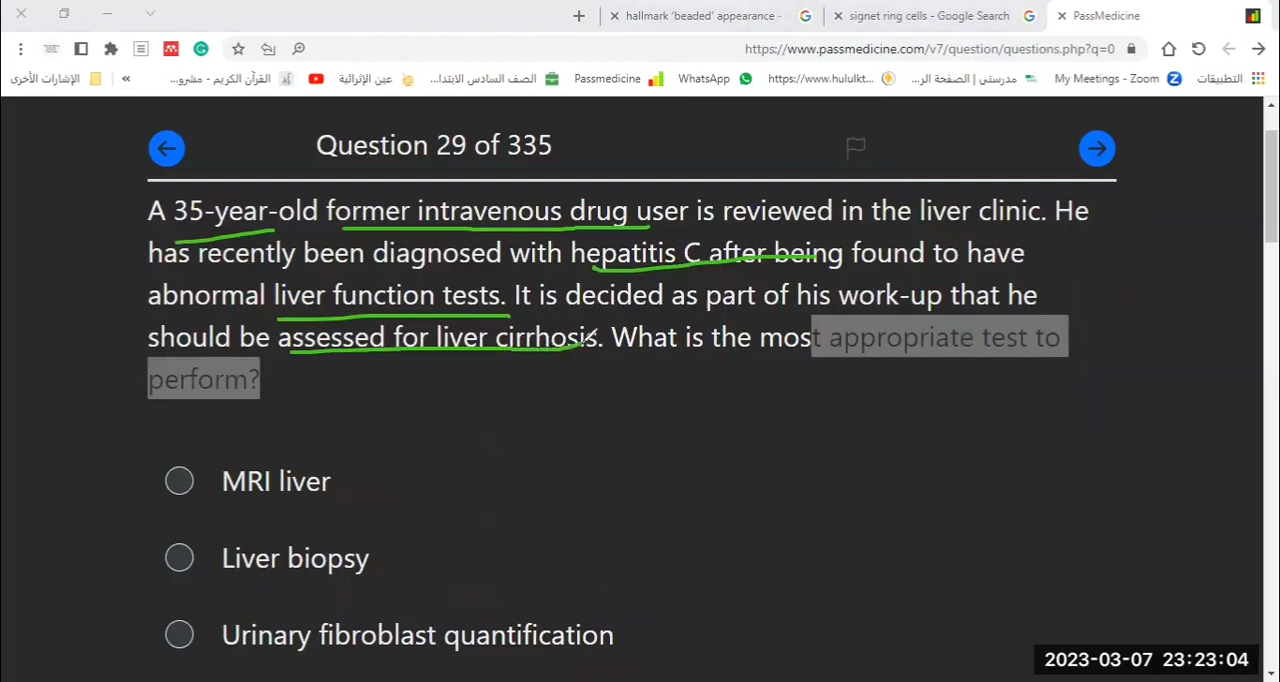 hallmark 'beaded' appearance -
signet ring cells - Google Search
PassMedicine
https://www.passmedicine.com/v7/question/questions.php?q=0
الإشارات الأخرى
القرآن الكريم - مشرو...
عين الإثرائية
الصف السادس الابتدا...
Passmedicine
WhatsApp
https://www.hululkt...
مدرستي | الصفحة الر...
My Meetings - Zoom
التطبيقات
Question 29 of 335
A 35-year-old former intravenous drug user is reviewed in the liver clinic. He
has recently been diagnosed with hepatitis C after being found to have
abnormal liver function tests. It is decided as part of his work-up that he
should be assessed for liver cirrhosis. What is the most appropriate test to
perform?
MRI liver
Liver biopsy
Urinary fibroblast quantification
2023-03-07 23:23:04